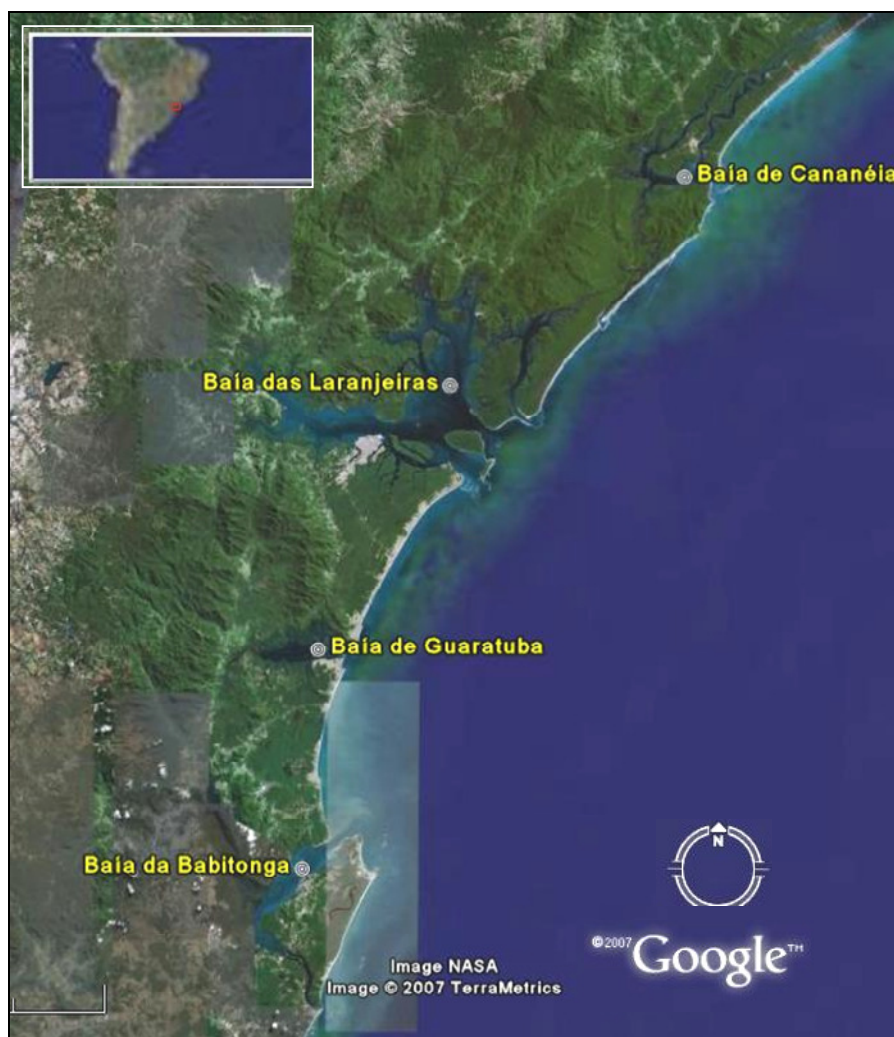 Baía de Cananéia
Baía das Laranjeiras
Baía de Guaratuba
Baía da Babitonga
N
©2007 Google™
Image NASA
Image © 2007 TerraMetrics